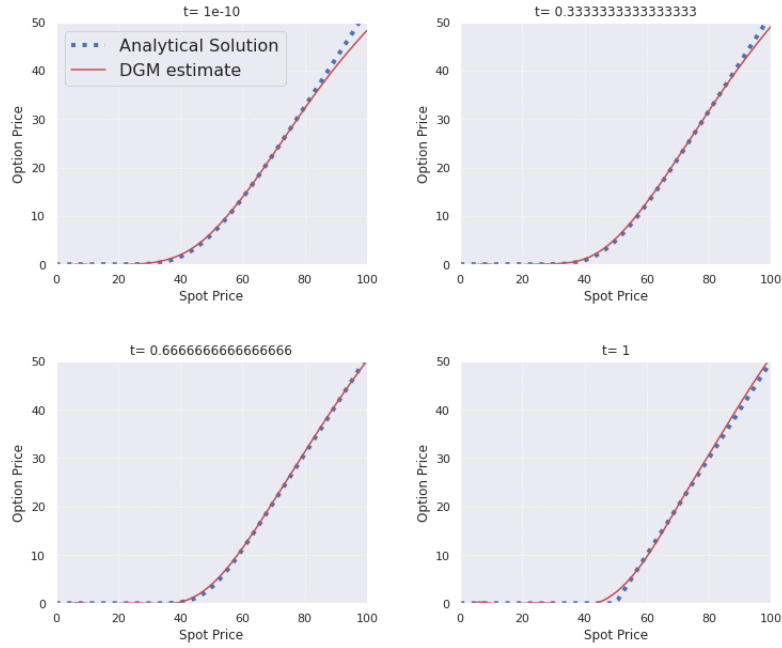 t= 1e-10
50
40
30
20
10
0
Option Price
Analytical Solution
DGM estimate
0 20 40 60 80 100
Spot Price
t= 0.3333333333333333
50
40
30
20
10
0
Option Price
0 20 40 60 80 100
Spot Price
t= 0.6666666666666666
50
40
30
20
10
0
Option Price
0 20 40 60 80 100
Spot Price
t= 1
50
40
30
20
10
0
Option Price
0 20 40 60 80 100
Spot Price